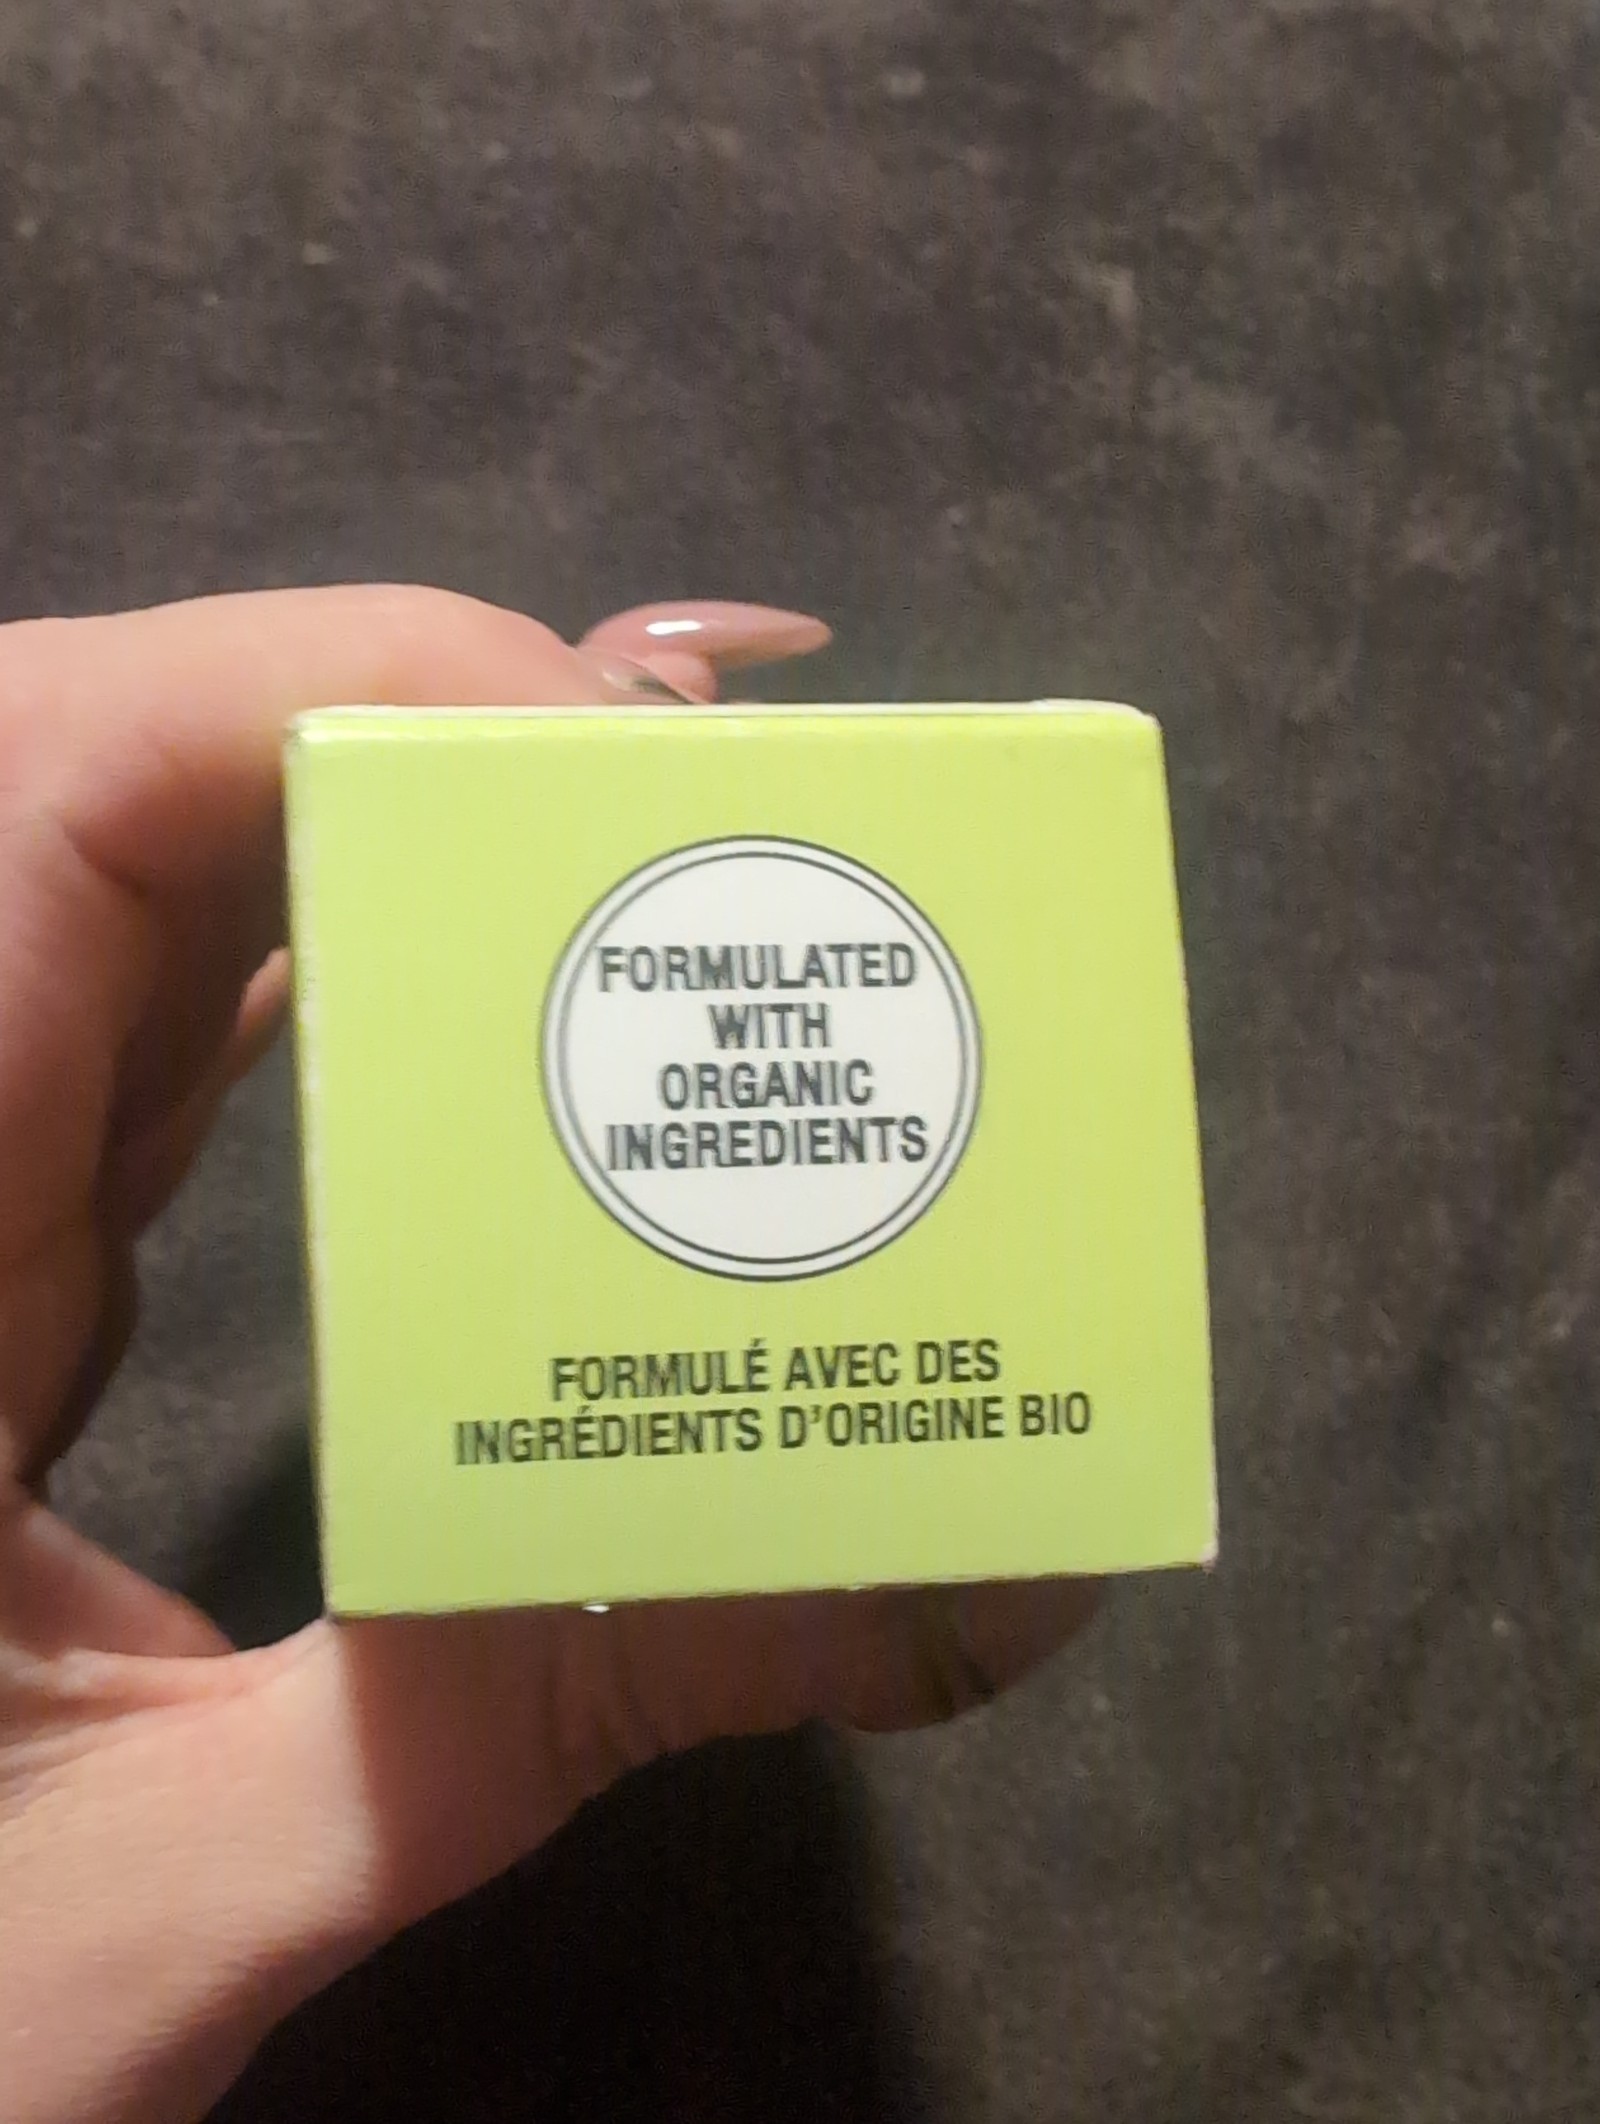 FORMULATED
WITH
ORGANIC
INGREDIENTS
FORMULÉ AVEC DES
INGRÉDIENTS D'ORIGINE BIO